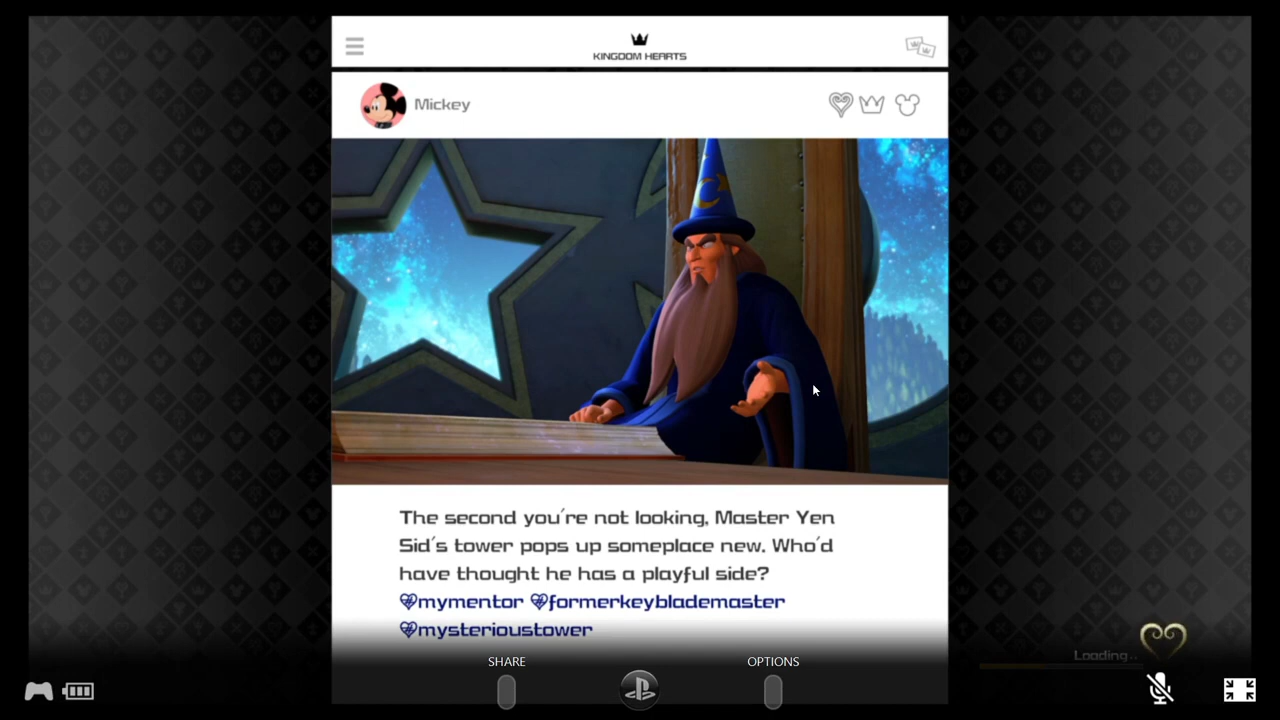 KINGDOM HEARTS
Mickey
The second you're not looking, Master Yen
Sid's tower pops up someplace new. Who'd
have thought he has a playful side?
#mymentor #formerkeyblademaster
#mysterioustower
SHARE
OPTIONS
Loading..